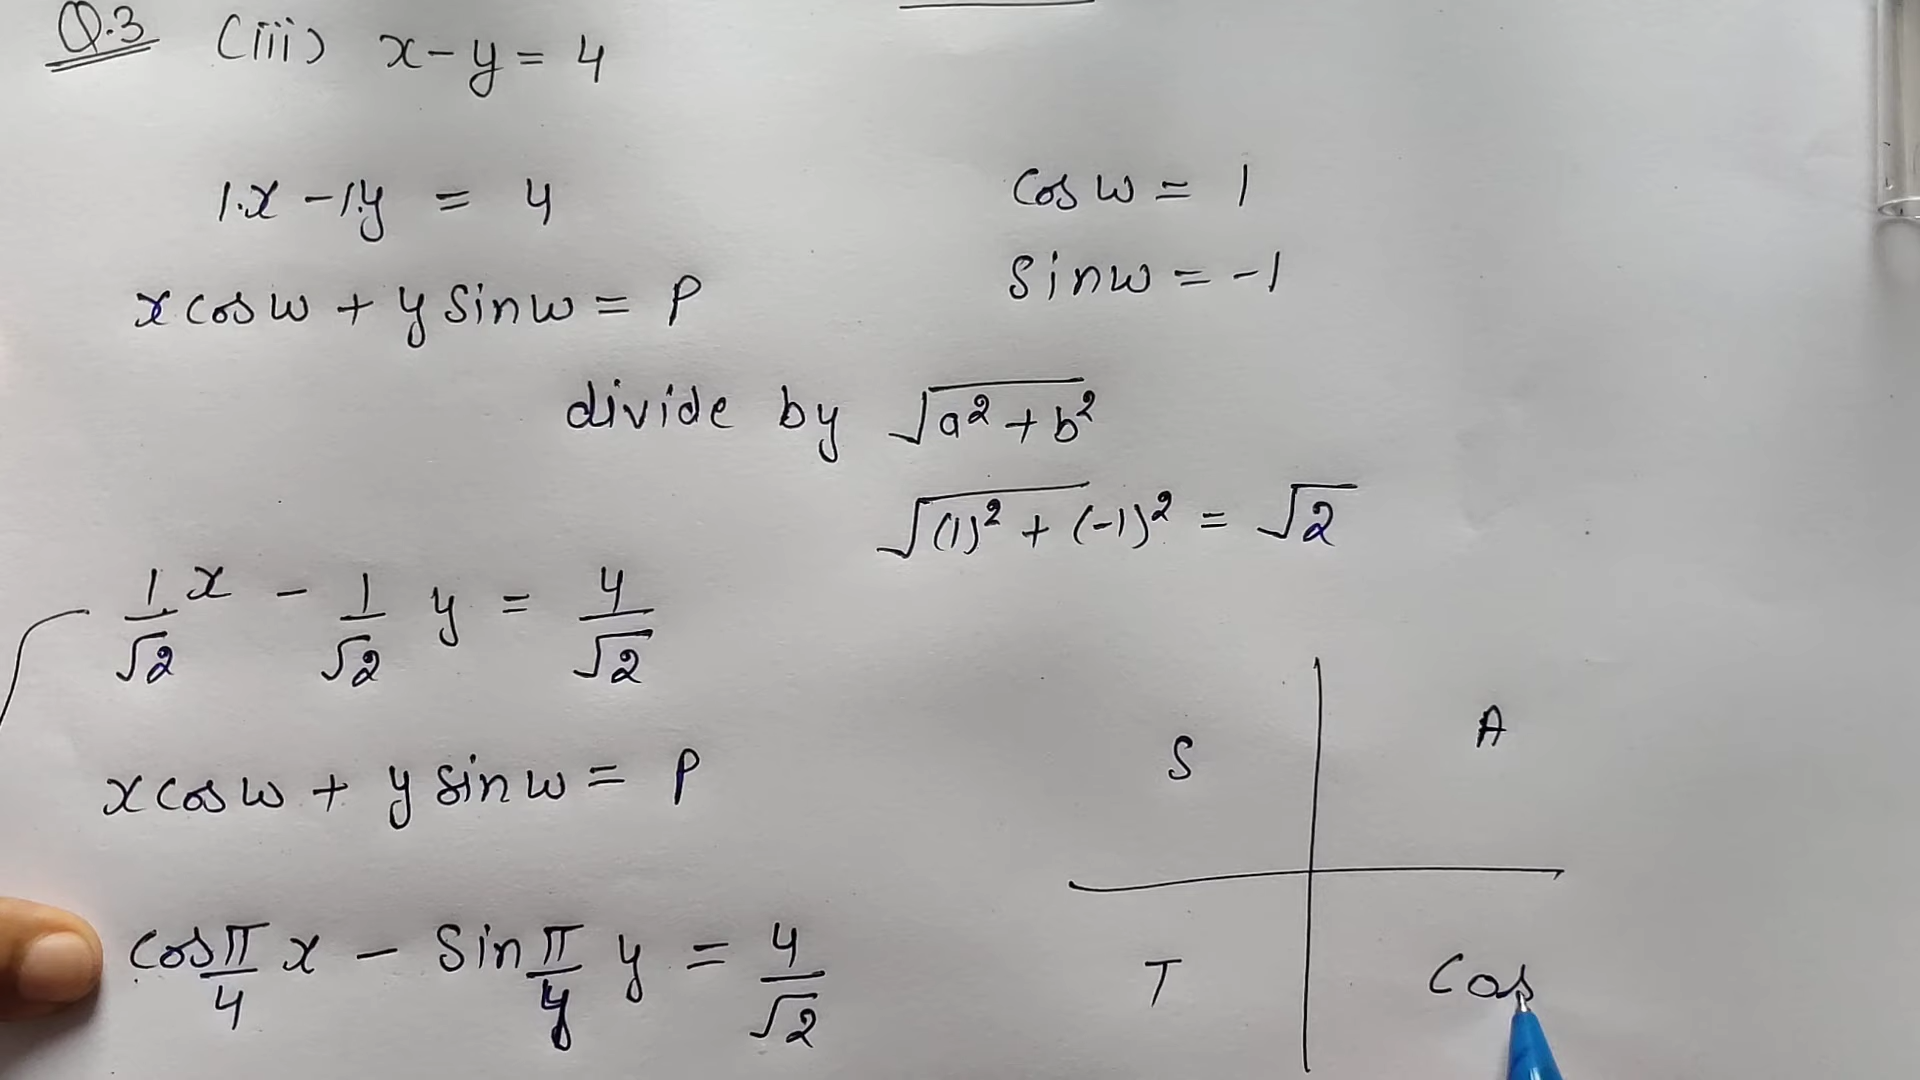 Q.3 (iii) x - y = 4
1.x - 1.y = 4
cos w = 1
x cos w + y sin w = P
sin w = -1
divide by √a² + b²
√(1)² + (-1)² = √2
1/√2 . x - 1/√2 y = 4/√2
S A
x cos w + y sin w = P
cos π/4 x - sin π/4 y = 4/√2
T Cos